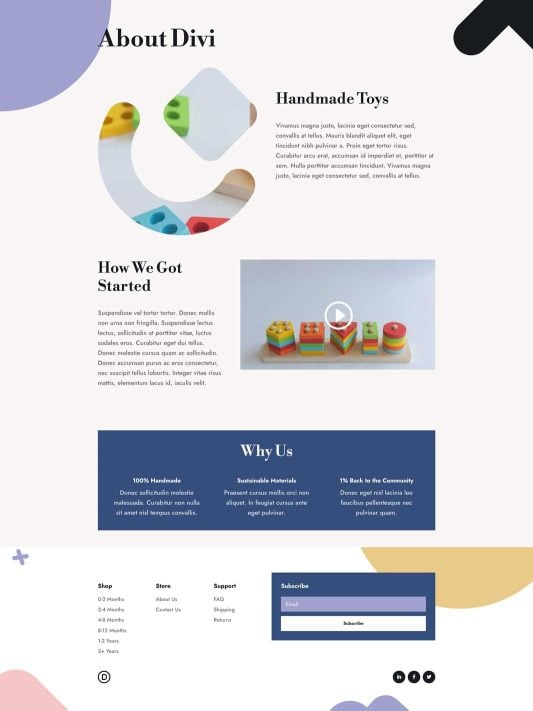 About Divi
Handmade Toys
Vivamus magna justo, lacinia eget consectetur sed,
convallis at tellus. Mauris blandit aliquet elit, eget
tincidunt nibh pulvinar a. Proin eget tortor risus.
Curabitur arcu erat, accumsan id imperdiet et, porttitor at
sem. Nulla porttitor accumsan tincidunt. Vivamus magna
justo, lacinia eget consectetur sed, convallis at tellus.
How We Got
Started
Suspendisse vel tortor tortor. Donec mollis
non urna non fringilla. Suspendisse lectus
lectus, sollicitudin at porttitor vitae, luctus
sodales eros. Curabitur eget dui tellus.
Donec molestie cursus quam ac sollicitudin.
Donec accumsan purus ac eros consectetur,
nec suscipit tellus lobortis. Integer vitae risus
mattis, elementum lacus id, iaculis velit.
Why Us
100% Handmade
Donec sollicitudin molestie
malesuada. Curabitur non nulla
sit amet nisl tempus convallis.
Sustainable Materials
Praesent cursus mollis orci non
aliquet. In feugiat cursus ante
eget pulvinar.
1% Back to the Community
Donec eget nisl lacinia leo
faucibus pellentesque nec
pulvinar quam.
Shop
0-2 Months
2-4 Months
4-8 Months
8-12 Months
1-2 Years
2+ Years
Store
About Us
Contact Us
Support
FAQ
Shipping
Returns
Subscribe
Email
Subscribe
D
in
f